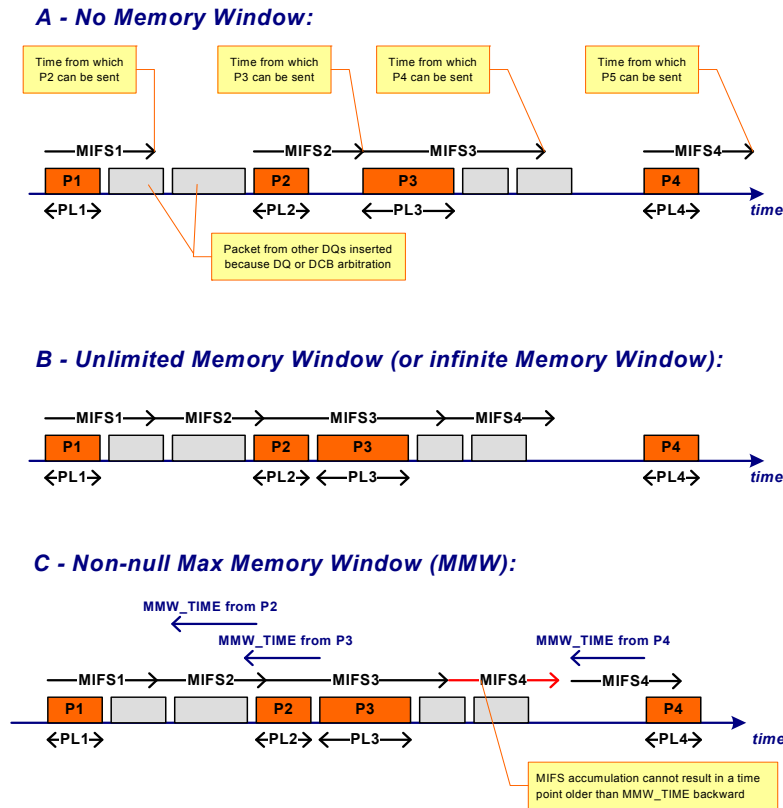 A - No Memory Window:
Time from which
P2 can be sent
Time from which
P3 can be sent
Time from which
P4 can be sent
Time from which
P5 can be sent
MIFS1
MIFS2
MIFS3
MIFS4
P1
P2
P3
P4
PL1
PL2
PL3
PL4
time
Packet from other DQs inserted
because DQ or DCB arbitration
B - Unlimited Memory Window (or infinite Memory Window):
MIFS1
MIFS2
MIFS3
MIFS4
P1
P2
P3
P4
PL1
PL2
PL3
PL4
time
C - Non-null Max Memory Window (MMW):
MMW_TIME from P2
MMW_TIME from P3
MMW_TIME from P4
MIFS1
MIFS2
MIFS3
MIFS4
MIFS4
P1
P2
P3
P4
PL1
PL2
PL3
PL4
time
MIFS accumulation cannot result in a time
point older than MMW_TIME backward